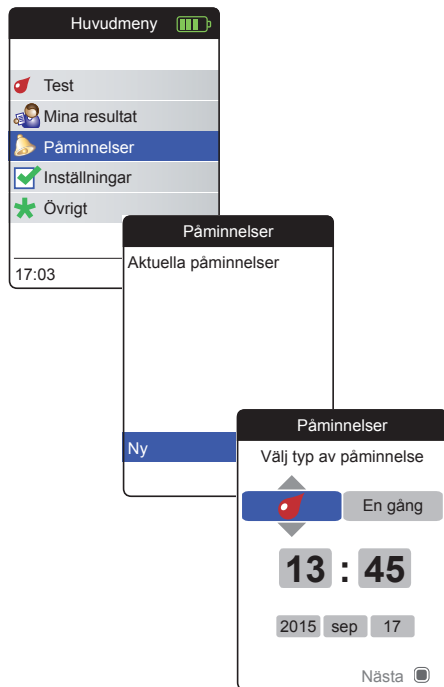 Huvudmeny
Test
Mina resultat
Påminnelser
Inställningar
Övrigt
17:03
Påminnelser
Aktuella påminnelser
Ny
Påminnelser
Välj typ av påminnelse
En gång
13 : 45
2015 sep 17
Nästa